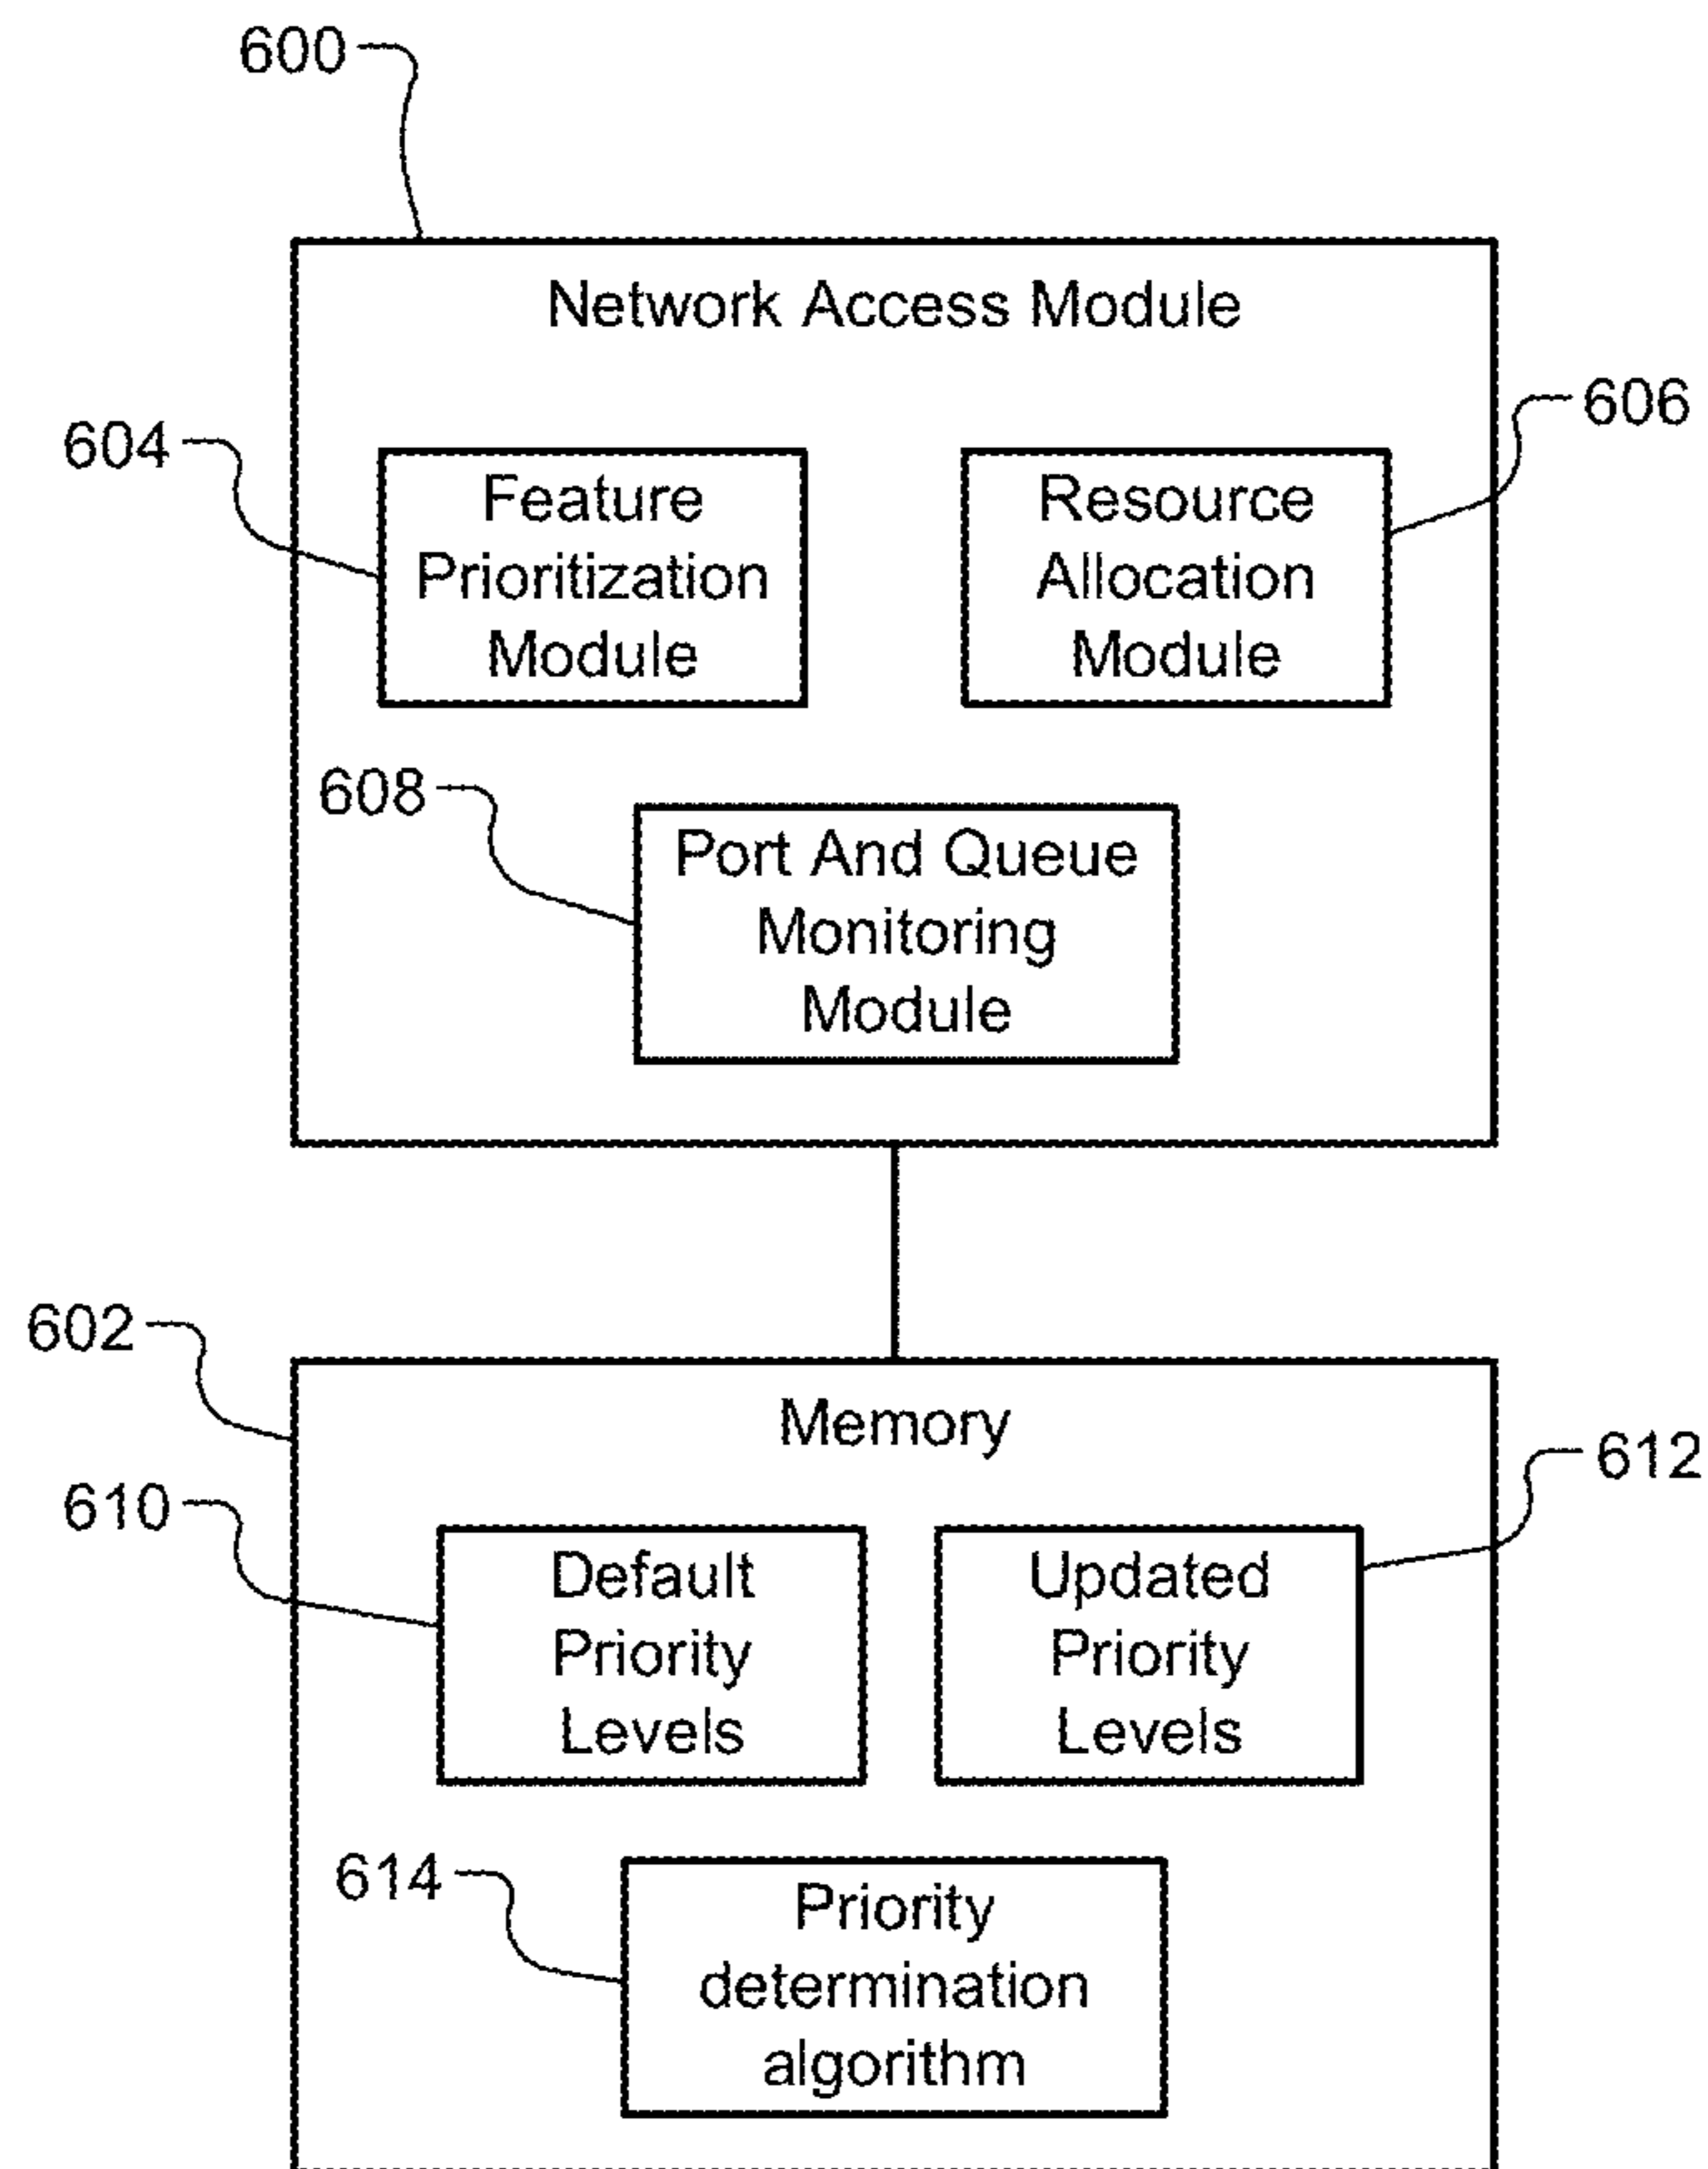 600
Network Access Module
604
606
Feature
Prioritization
Module
Resource
Allocation
Module
608
Port And Queue
Monitoring
Module
602
Memory
610
612
Default
Priority
Levels
Updated
Priority
Levels
614
Priority
determination
algorithm